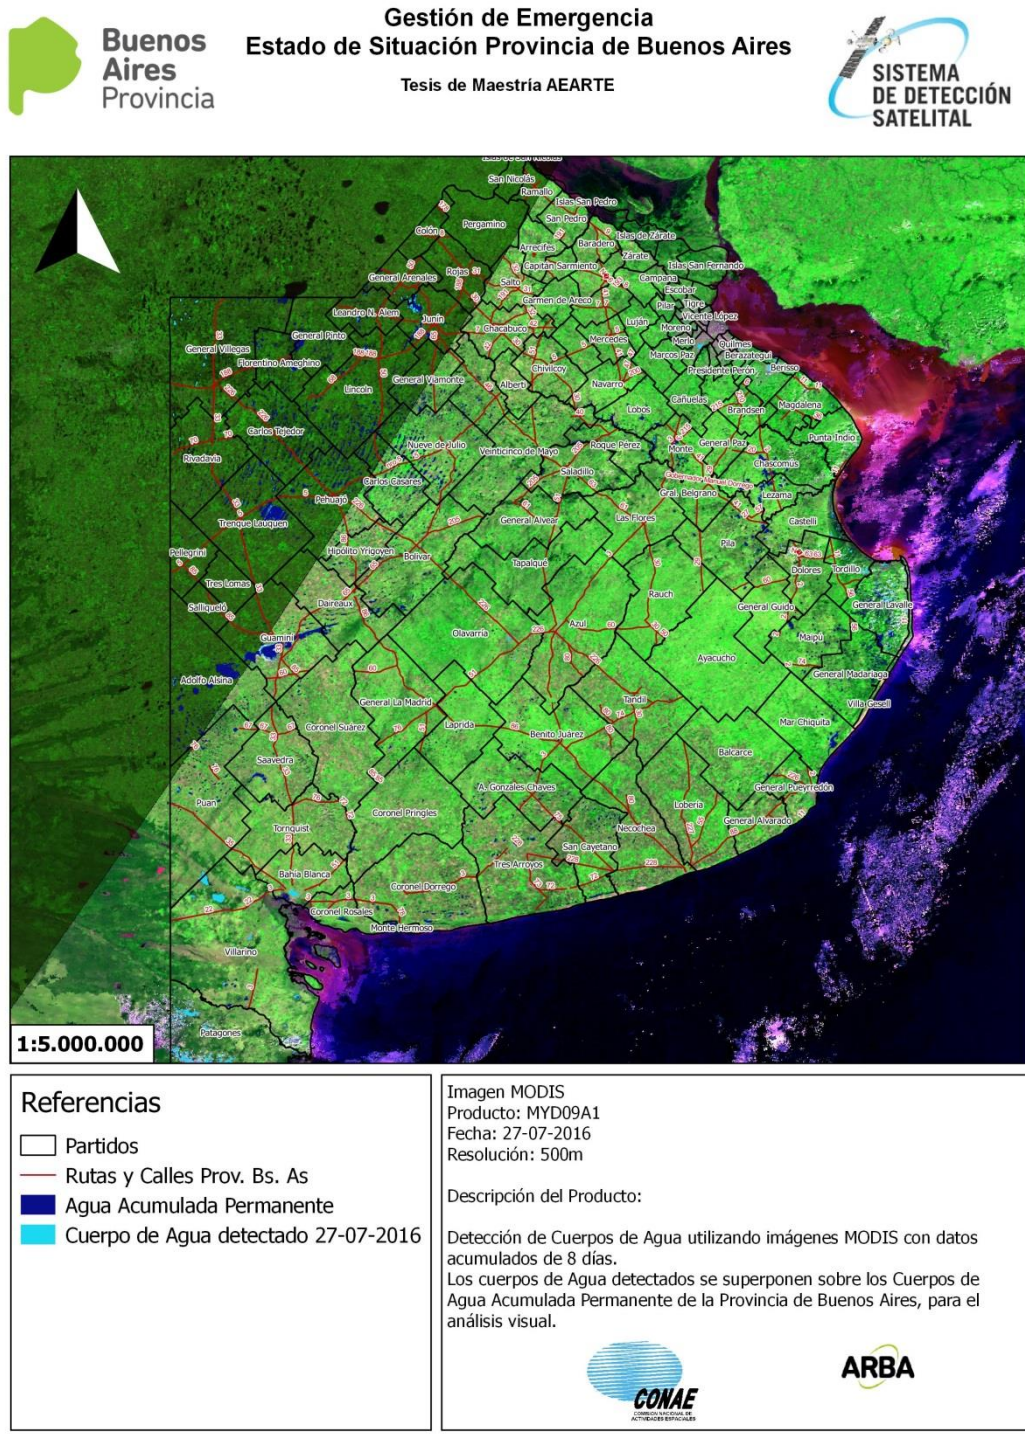 Buenos
Aires
Provincia
Gestión de Emergencia
Estado de Situación Provincia de Buenos Aires
Tesis de Maestría AEARTE
SISTEMA
DE DETECCIÓN
SATELITAL
San Nicolás
Ramallo
Islas San Pedro
San Pedro
Pergamino
Colón
Islas de Zárate
Baradero
Arrecifes
Zárate
Capitán Sarmiento
Islas San Fernando
Rojas
General Arenales
Campana
Salto
Escobar
Carmen de Areco
Tigre
Pilar
Leandro N. Alem
Junín
Vicente López
Luján
Moreno
Chacabuco
General Pinto
Mercedes
Merlo
Quilmes
General Villegas
Marcos Paz
Berazategui
Florentino Ameghino
Chivilcoy
Presidente Perón
Berisso
General Viamonte
Alberti
Navarro
Lincoln
Cañuelas
Magdalena
Lobos
Brandsen
Carlos Tejedor
Punta Indio
Nueve de Julio
Roque Pérez
General Paz
Veinticinco de Mayo
Monte
Rivadavia
Chascomus
Saladillo
Carlos Casares
Gobernador Manuel Dorrego
Pehuajó
Gral. Belgrano
Lezama
Trenque Lauquen
General Alvear
Las Flores
Castelli
Pila
Pellegrini
Hipólito Yrigoyen
Bolívar
Tapalqué
Dolores
Tordillo
Tres Lomas
Rauch
Salliqueló
Daireaux
General Guido
General Lavalle
Azul
Olavarría
Guaminí
Maipú
Ayacucho
Adolfo Alsina
General Madariaga
General La Madrid
Tandil
Villa Gesell
Coronel Suárez
Laprida
Mar Chiquita
Benito Juárez
Saavedra
Balcarce
A. Gonzales Chaves
General Pueyrredón
Puan
Lobería
Coronel Pringles
General Alvarado
Tornquist
Necochea
San Cayetano
Tres Arroyos
Bahía Blanca
Coronel Dorrego
Coronel Rosales
Monte Hermoso
Villarino
Patagones
1:5.000.000
Referencias
Partidos
Rutas y Calles Prov. Bs. As
Agua Acumulada Permanente
Cuerpo de Agua detectado 27-07-2016
Imagen MODIS
Producto: MYD09A1
Fecha: 27-07-2016
Resolución: 500m
Descripción del Producto:
Detección de Cuerpos de Agua utilizando imágenes MODIS con datos
acumulados de 8 días.
Los cuerpos de Agua detectados se superponen sobre los Cuerpos de
Agua Acumulada Permanente de la Provincia de Buenos Aires, para el
análisis visual.
CONAE
COMISIÓN NACIONAL DE
ACTIVIDADES ESPACIALES
ARBA